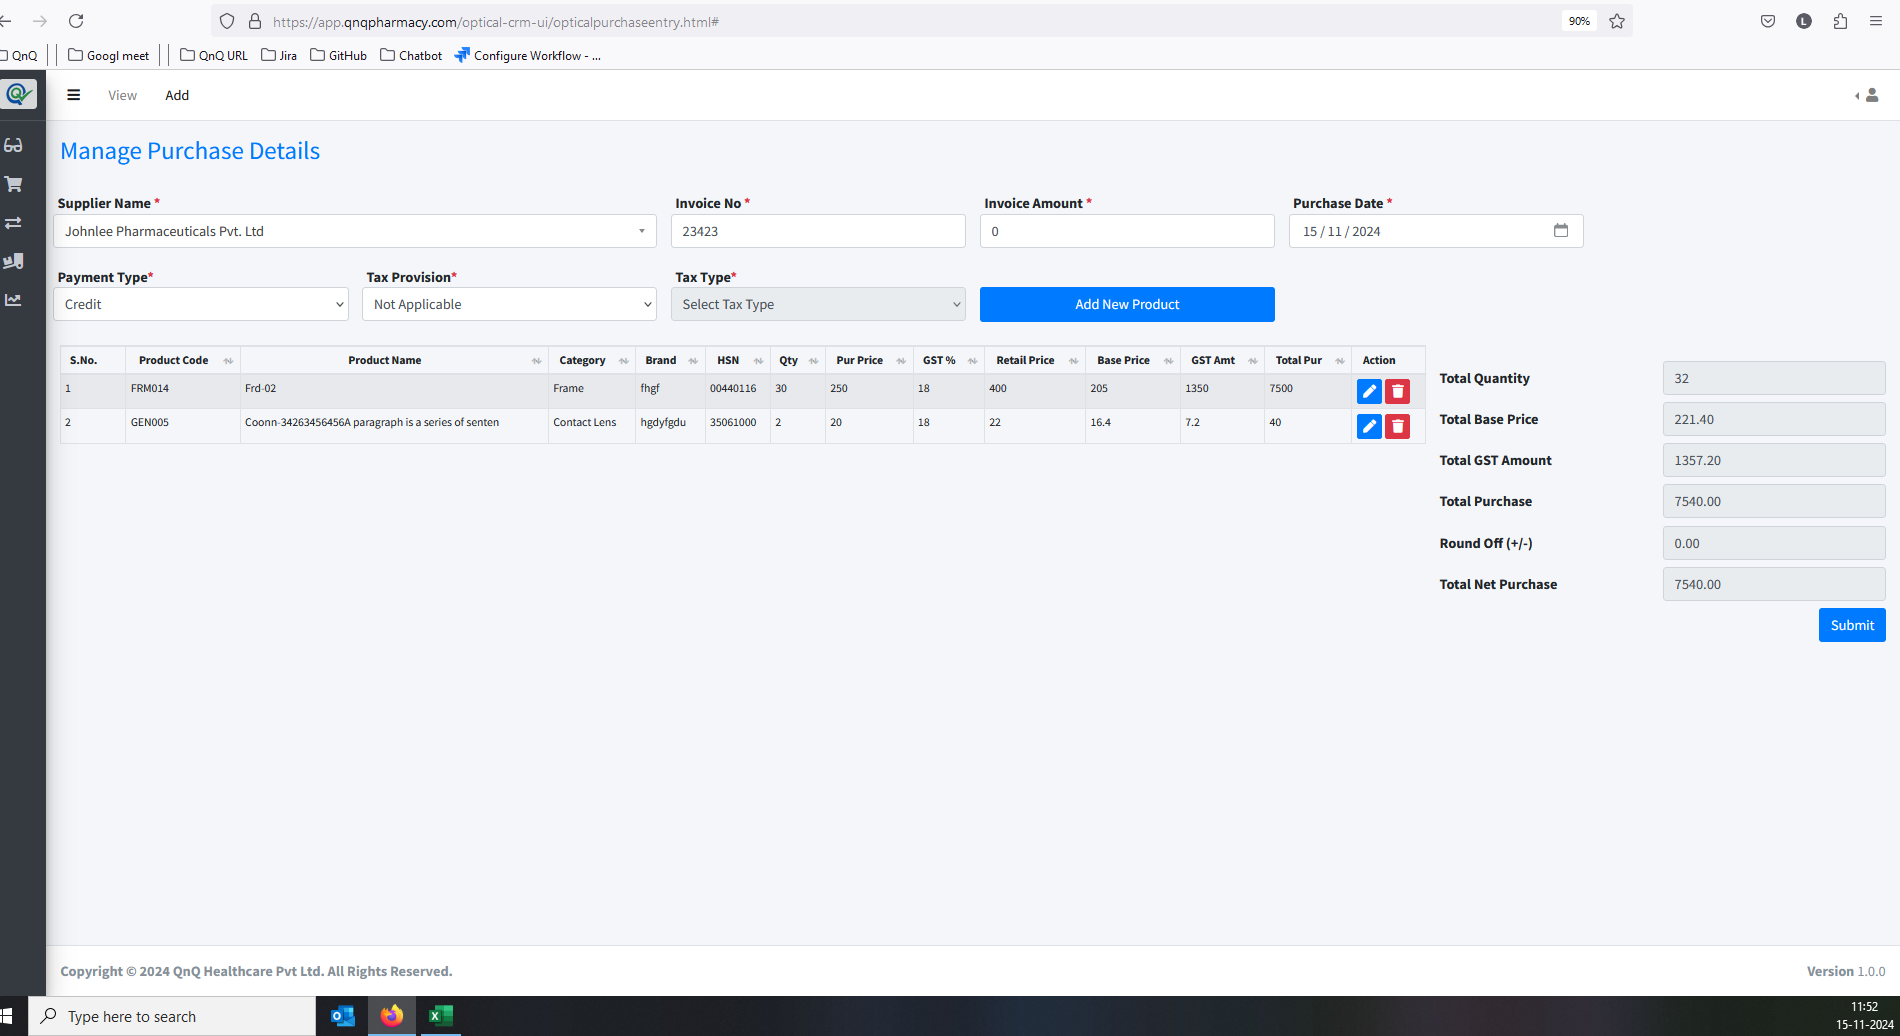 https://app.qnqpharmacy.com/optical-crm-ui/opticalpurchaseentry.html#
90%
L
QnQ
Googl meet
QnQ URL
Jira
GitHub
Chatbot
Configure Workflow - ...
View
Add
Manage Purchase Details
Supplier Name *
Invoice No *
Invoice Amount *
Purchase Date *
Johnlee Pharmaceuticals Pvt. Ltd
23423
0
15 / 11 / 2024
Payment Type*
Tax Provision*
Tax Type*
Credit
Not Applicable
Select Tax Type
Add New Product
S.No. Product Code Product Name Category Brand HSN Qty Pur Price GST % Retail Price Base Price GST Amt Total Pur Action
1 FRM014 Frd-02 Frame fhgf 00440116 30 250 18 400 205 1350 7500
2 GEN005 Coonn-34263456456A paragraph is a series of senten Contact Lens hgdyfgdu 35061000 2 20 18 22 16.4 7.2 40
Total Quantity 32
Total Base Price 221.40
Total GST Amount 1357.20
Total Purchase 7540.00
Round Off (+/-) 0.00
Total Net Purchase 7540.00
Submit
Copyright © 2024 QnQ Healthcare Pvt Ltd. All Rights Reserved.
Version 1.0.0
Type here to search
11:52
15-11-2024